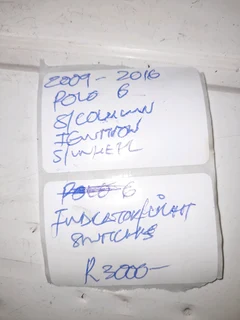 2009 - 2016
POLO 6
S/COLUMN
IGNITION
S/WHEEL
POLO 6
INDICATOR/LIGHT
SWITCHES
R3000-